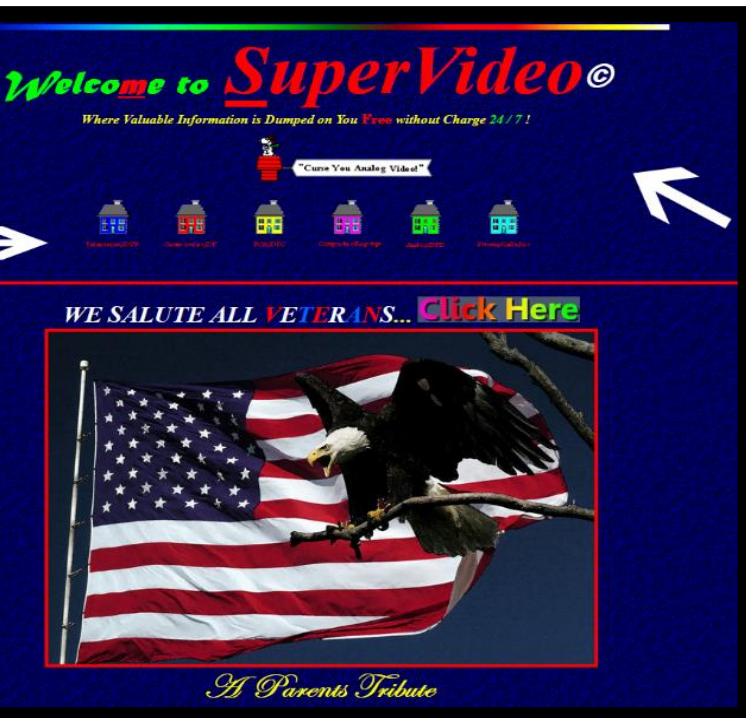 Welcome to SuperVideo©
Where Valuable Information is Dumped on You Free without Charge 24 / 7 !
"Curse You Analog Video!"
WE SALUTE ALL VETERANS... Click Here
A Parents Tribute